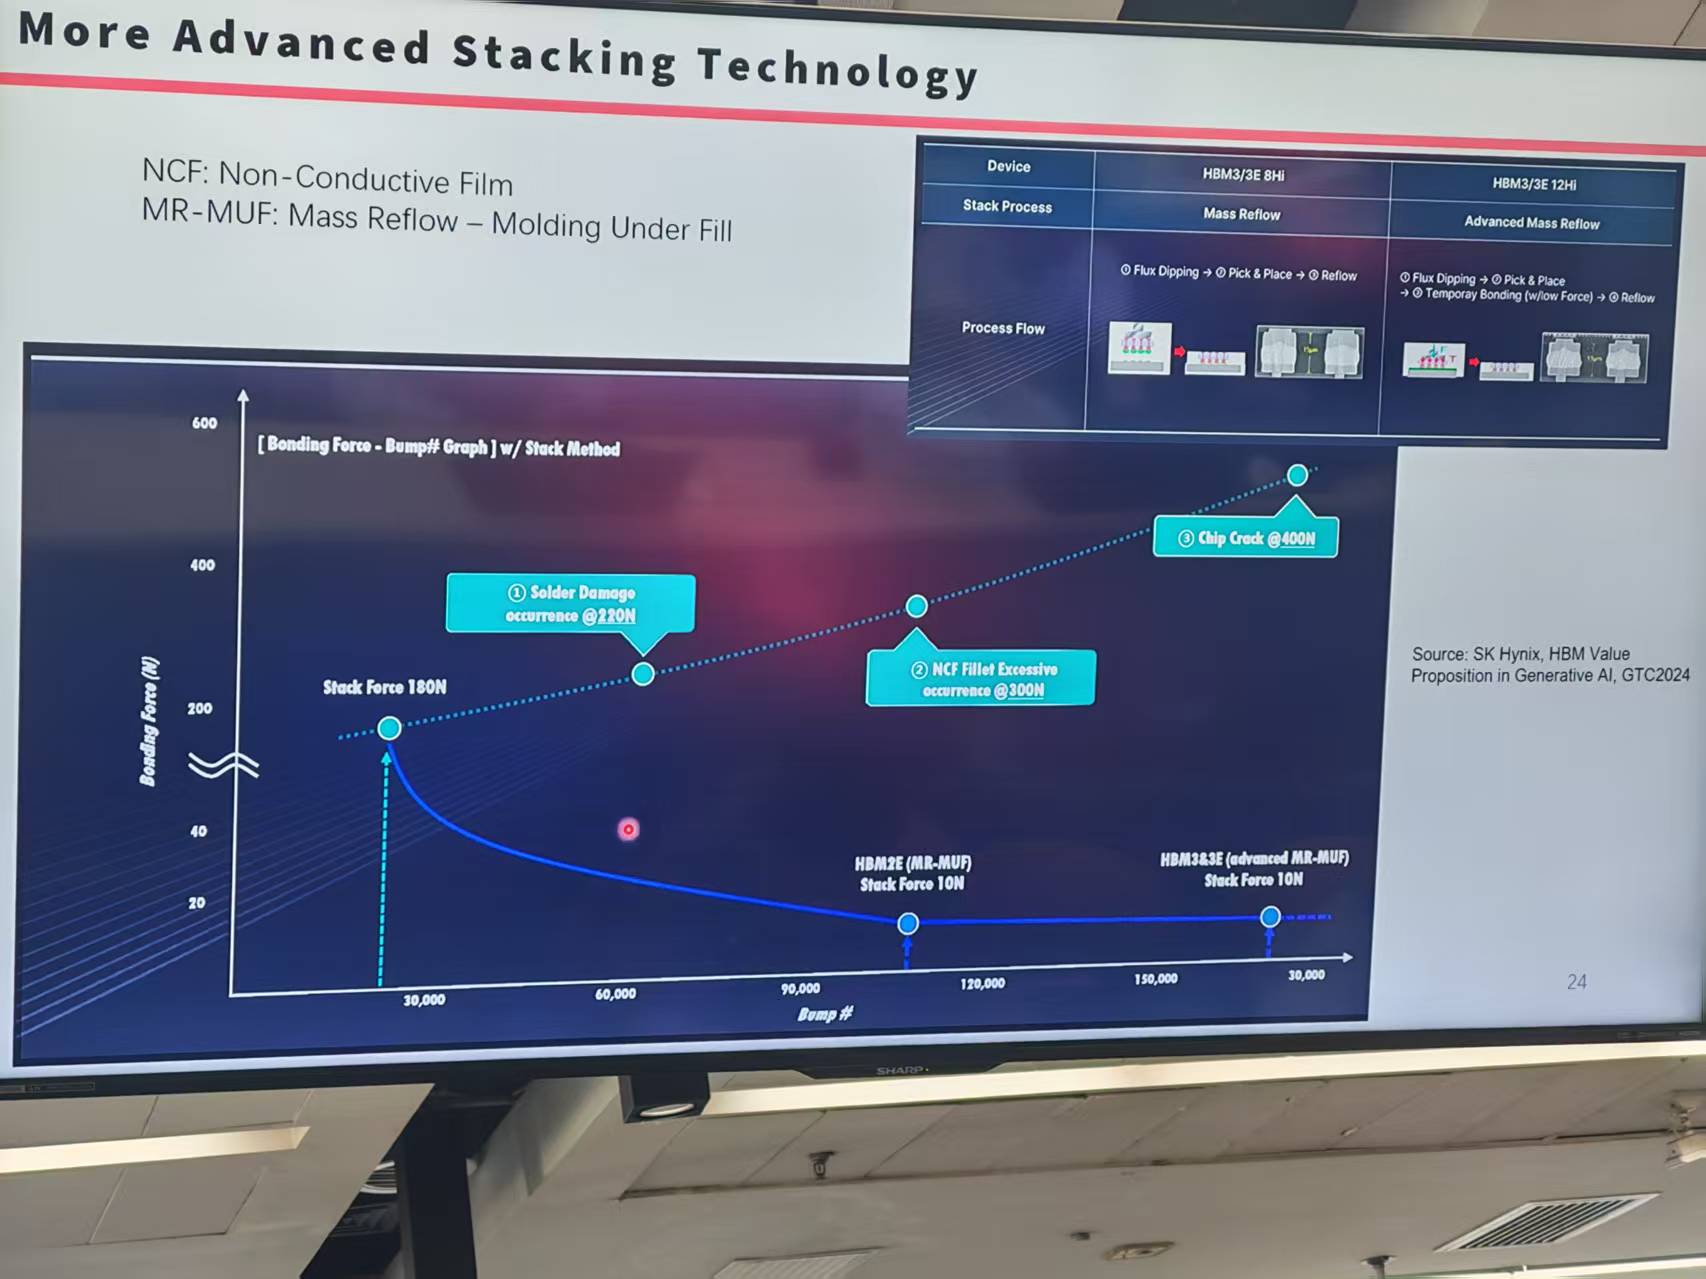 More Advanced Stacking Technology
NCF: Non-Conductive Film
MR-MUF: Mass Reflow – Molding Under Fill
Device
HBM3/3E 8Hi
HBM3/3E 12Hi
Stack Process
Mass Reflow
Advanced Mass Reflow
Process Flow
① Flux Dipping → ② Pick & Place → ③ Reflow
① Flux Dipping → ② Pick & Place
→ ③ Temporay Bonding (w/low Force) → ④ Reflow
[ Bonding Force - Bump# Graph ] w/ Stack Method
600
400
200
40
20
Bonding Force (N)
Stack Force 180N
① Solder Damage
occurrence @220N
② NCF Fillet Excessive
occurrence @300N
③ Chip Crack @400N
HBM2E (MR-MUF)
Stack Force 10N
HBM3&3E (advanced MR-MUF)
Stack Force 10N
30,000
60,000
90,000
120,000
150,000
30,000
Bump #
Source: SK Hynix, HBM Value
Proposition in Generative AI, GTC2024
24
SHARP